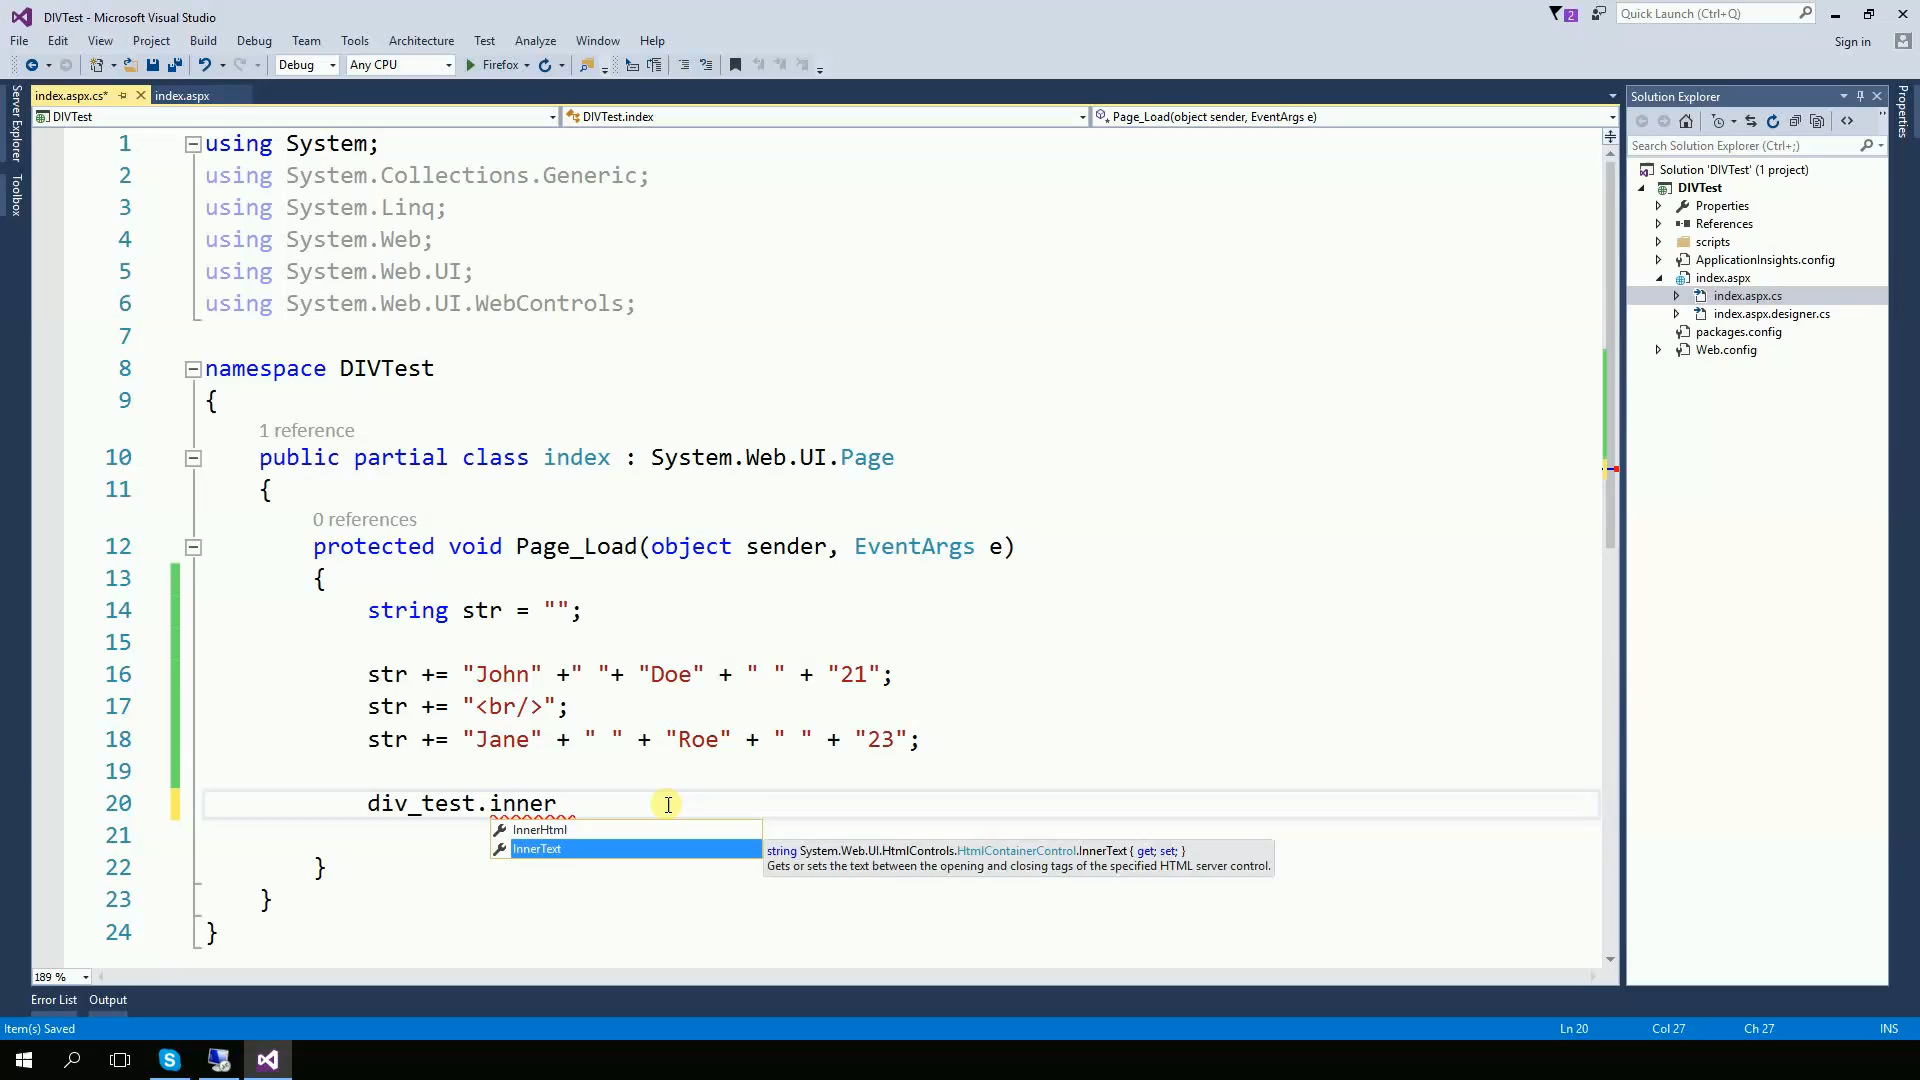 DIVTest - Microsoft Visual Studio
2
Quick Launch (Ctrl+Q)
File Edit View Project Build Debug Team Tools Architecture Test Analyze Window Help
Sign in
Debug Any CPU Firefox
index.aspx.cs* index.aspx
DIVTest DIVTest.index Page_Load(object sender, EventArgs e)
Server Explorer
Toolbox
1 using System;
2 using System.Collections.Generic;
3 using System.Linq;
4 using System.Web;
5 using System.Web.UI;
6 using System.Web.UI.WebControls;
7
8 namespace DIVTest
9 {
1 reference
10 public partial class index : System.Web.UI.Page
11 {
0 references
12 protected void Page_Load(object sender, EventArgs e)
13 {
14 string str = "";
15
16 str += "John" +" "+ "Doe" + " " + "21";
17 str += "<br/>";
18 str += "Jane" + " " + "Roe" + " " + "23";
19
20 div_test.inner
InnerHtml
InnerText
string System.Web.UI.HtmlControls.HtmlContainerControl.InnerText { get; set; }
Gets or sets the text between the opening and closing tags of the specified HTML server control.
21
22 }
23 }
24 }
189 %
Solution Explorer
Search Solution Explorer (Ctrl+;)
Solution 'DIVTest' (1 project)
DIVTest
Properties
References
scripts
ApplicationInsights.config
index.aspx
index.aspx.cs
index.aspx.designer.cs
packages.config
Web.config
Properties
Error List Output
Item(s) Saved Ln 20 Col 27 Ch 27 INS